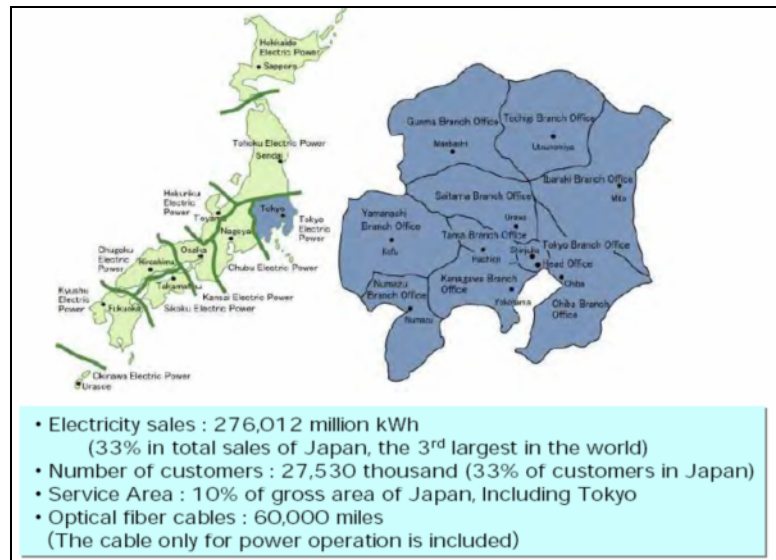 Hokkaido
Electric Power
Sapporo
Tohoku Electric Power
Sendai
Hokuriku
Electric
Power
Toyama
Tokyo
Tokyo
Electric
Power
Nagoya
Chugoku
Electric
Power
Osaka
Hiroshima
Chubu Electric Power
Kyushu
Electric
Power
Takamatsu
Kansai Electric Power
Fukuoka
Sikoku Electric Power
Okinawa Electric Power
Urasoe
Gunma Branch Office
Maebashi
Tochigi Branch Office
Utsunomiya
Ibaraki Branch Office
Mito
Saitama Branch Office
Urawa
Yamanashi
Branch Office
Kofu
Tama Branch Office
Hachioji
Shinjuku
Tokyo Branch Office
Head Office
Chiba
Numazu
Branch Office
Numazu
Kanagawa Branch
Office
Yokohama
Chiba Branch
Office
• Electricity sales : 276,012 million kWh
(33% in total sales of Japan, the 3rd largest in the world)
• Number of customers : 27,530 thousand (33% of customers in Japan)
• Service Area : 10% of gross area of Japan, Including Tokyo
• Optical fiber cables : 60,000 miles
(The cable only for power operation is included)